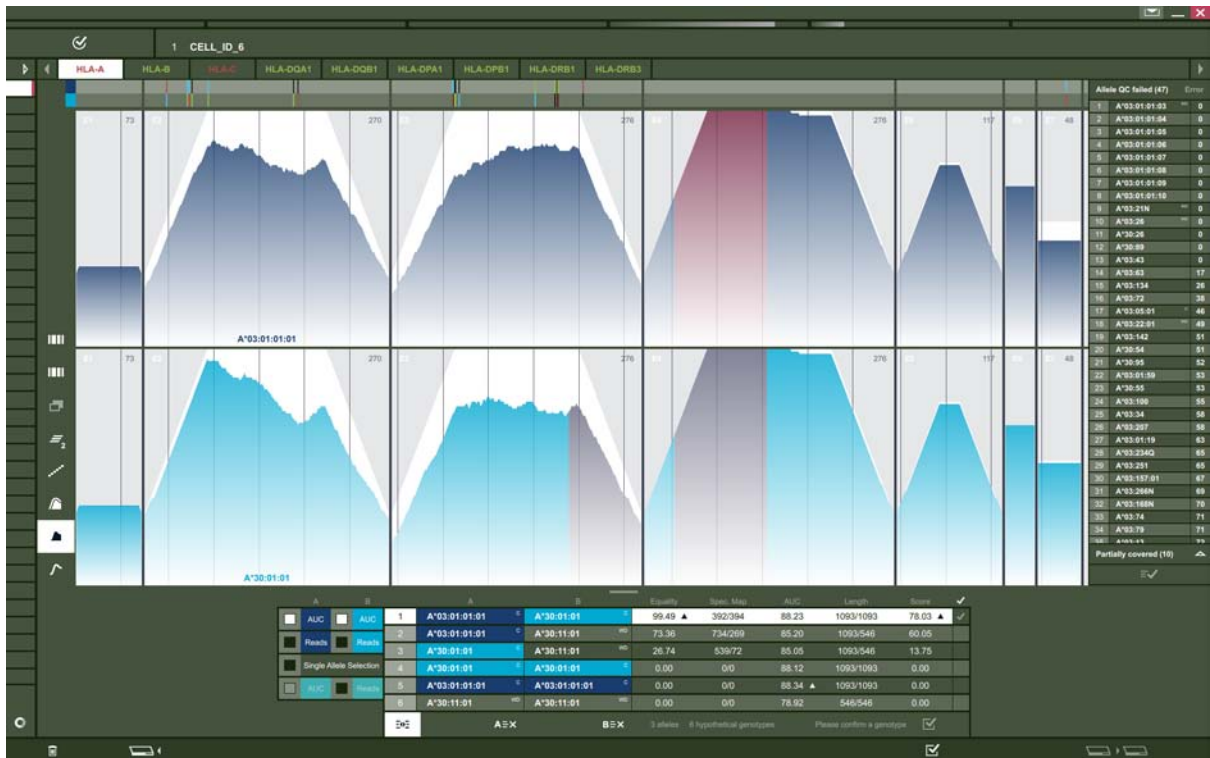 1 CELL_ID_6
HLA-A HLA-B HLA-C HLA-DQA1 HLA-DQB1 HLA-DPA1 HLA-DPB1 HLA-DRB1 HLA-DRB3
73 270 276 276 117 48
A*03:01:01:01
73 270 276 276 117 48
A*30:01:01
Allele QC failed (47) Error
1 A*03:01:01:03 0
2 A*03:01:01:04 0
3 A*03:01:01:05 0
4 A*03:01:01:06 0
5 A*03:01:01:07 0
6 A*03:01:01:08 0
7 A*03:01:01:09 0
8 A*03:01:01:10 0
9 A*03:21N 0
10 A*03:26 0
11 A*30:26 0
12 A*30:89 0
13 A*03:43 0
14 A*03:63 17
15 A*03:134 26
16 A*03:72 38
17 A*03:05:01 46
18 A*03:22:01 49
19 A*03:142 51
20 A*30:54 51
21 A*30:95 52
22 A*03:01:59 53
23 A*30:55 53
24 A*03:100 55
25 A*03:34 58
26 A*03:207 58
27 A*03:01:19 63
28 A*03:234Q 65
29 A*03:251 65
30 A*03:157:01 67
31 A*03:266N 69
32 A*03:168N 70
33 A*03:74 71
34 A*03:79 71
Partially covered (10)
A B
AUC AUC
Reads Reads
Single Allele Selection
AUC Reads
A B Equality Spec. Map AUC Length Score
1 A*03:01:01:01 C A*30:01:01 C 99.49 ▲ 392/394 88.23 1093/1093 78.03 ▲
2 A*03:01:01:01 C A*30:11:01 WD 73.36 734/269 85.20 1093/546 60.05
3 A*30:01:01 C A*30:11:01 WD 26.74 539/72 85.05 1093/546 13.75
4 A*30:01:01 C A*30:01:01 C 0.00 0/0 88.12 1093/1093 0.00
5 A*03:01:01:01 C A*03:01:01:01 C 0.00 0/0 88.34 ▲ 1093/1093 0.00
6 A*30:11:01 WD A*30:11:01 WD 0.00 0/0 78.92 546/546 0.00
A B 3 alleles 6 hypothetical genotypes Please confirm a genotype